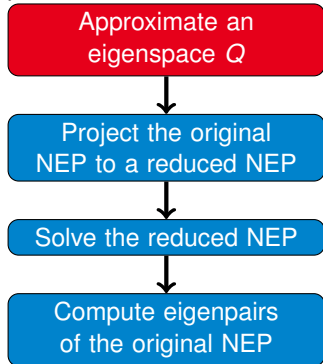 Approximate an
eigenspace Q
Project the original
NEP to a reduced NEP
Solve the reduced NEP
Compute eigenpairs
of the original NEP